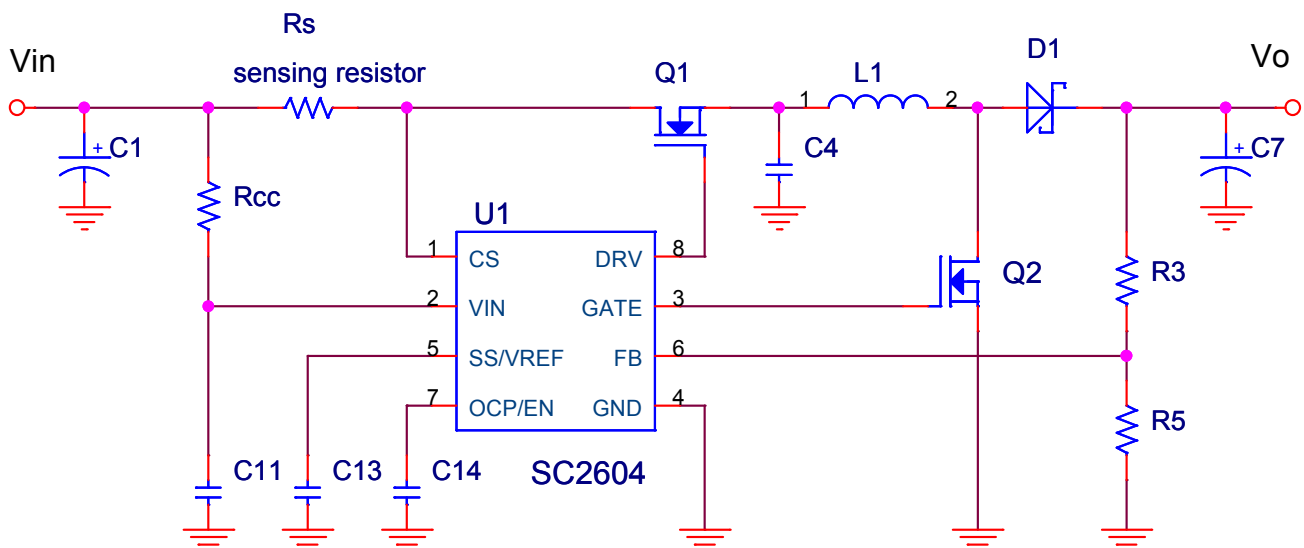 Rs
Vin
sensing resistor
Q1
L1
D1
Vo
1
2
+
C1
C4
+
C7
Rcc
U1
1
CS
DRV
8
2
VIN
GATE
3
Q2
R3
5
SS/VREF
FB
6
7
OCP/EN
GND
4
R5
C11
C13
C14
SC2604